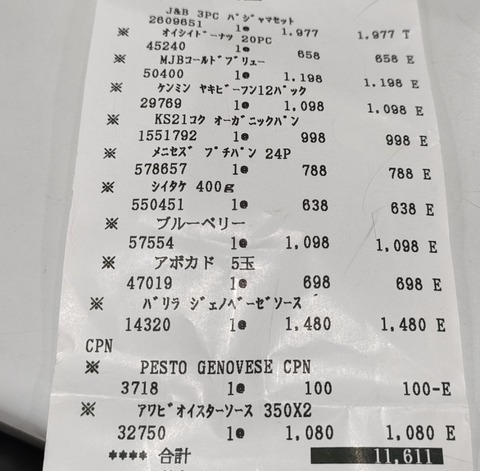 J&B 3PC パジャマセット
2609651 1@ 1,977 1,977 T
※ オイシイドーナツ 20PC
45240 1@ 658 658 E
※ MJBコールドブリュー
50400 1@ 1,198 1,198 E
※ ケンミン ヤキビーフン12パック
29769 1@ 1,098 1,098 E
※ KS21コク オーガニックパン
1551792 1@ 998 998 E
※ メニセズ プチパン 24P
578657 1@ 788 788 E
※ シイタケ 400g
550451 1@ 638 638 E
※ ブルーベリー
57554 1@ 1,098 1,098 E
※ アボカド 5玉
47019 1@ 698 698 E
※ バリラ ジェノベーゼソース
14320 1@ 1,480 1,480 E
CPN
※ PESTO GENOVESE CPN
3718 1@ 100 100-E
※ アワビオイスターソース 350X2
32750 1@ 1,080 1,080 E
**** 合計 11,611